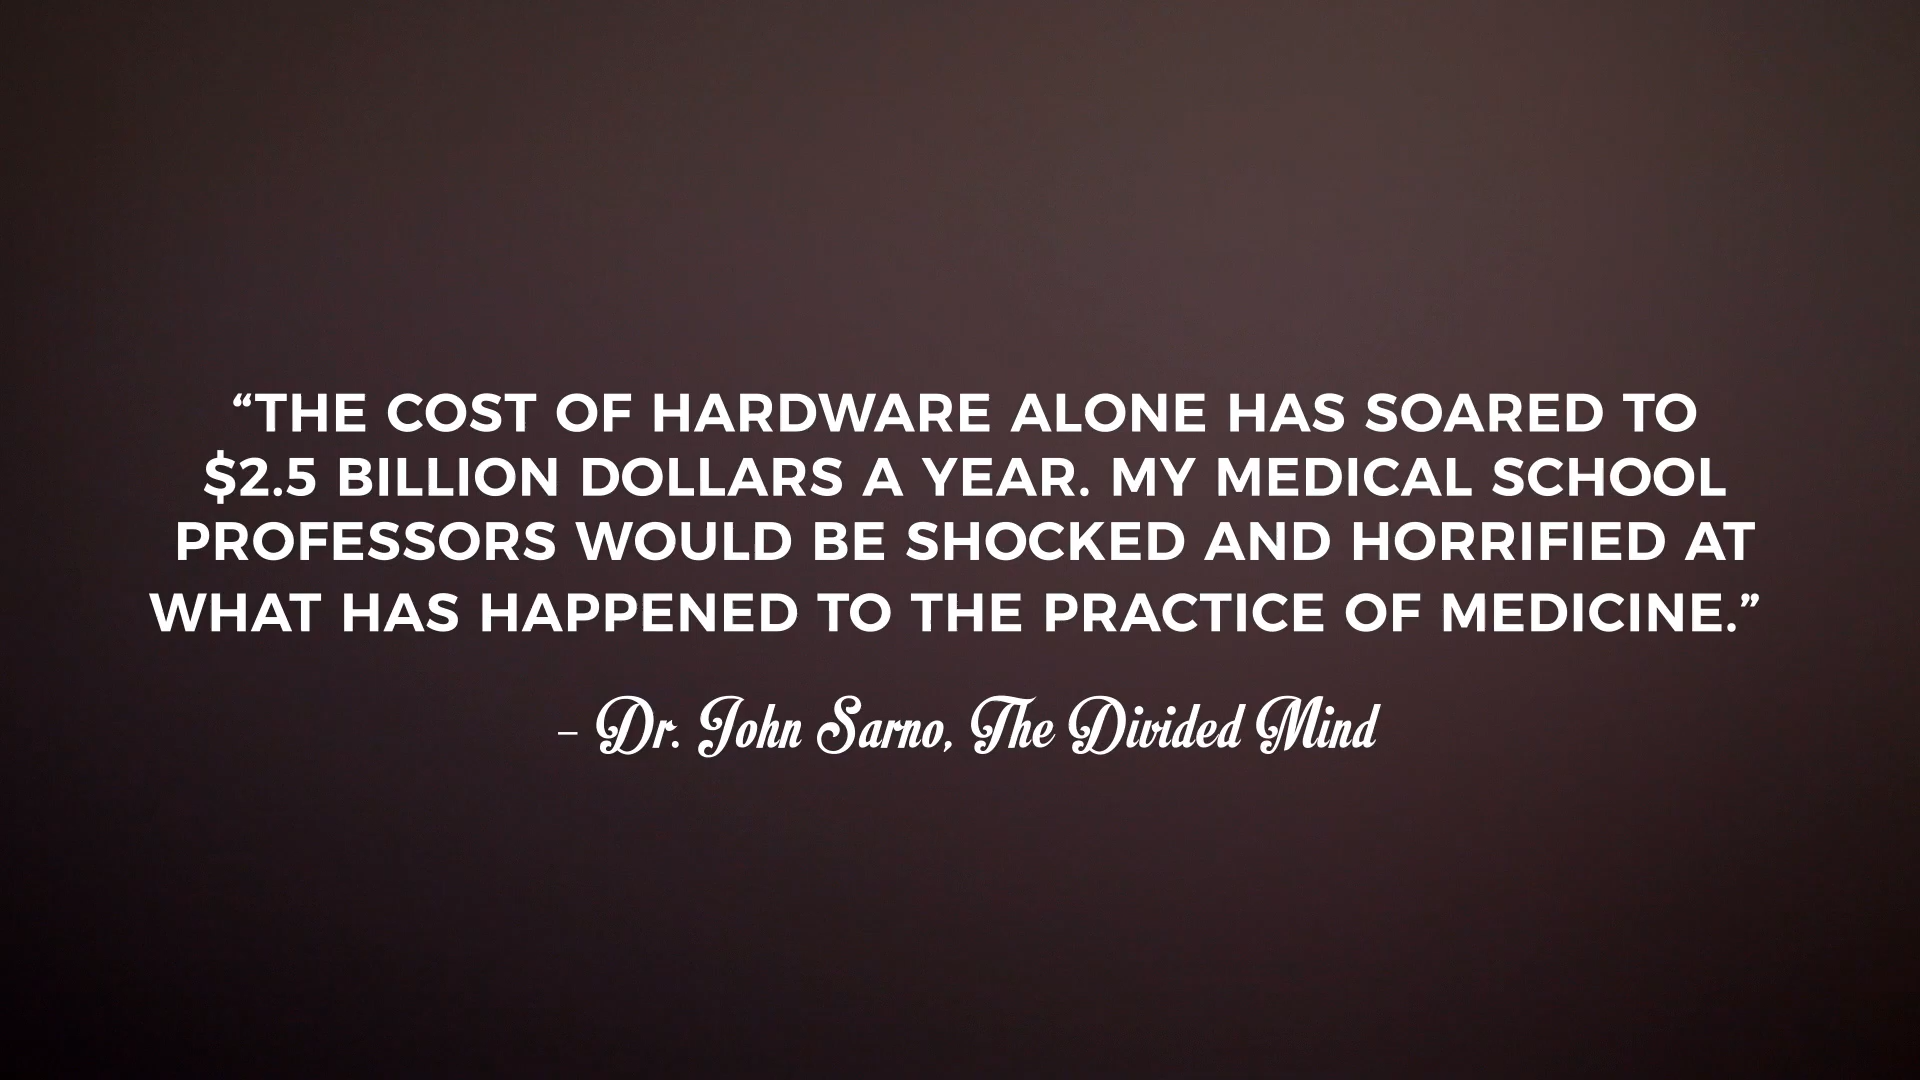 “THE COST OF HARDWARE ALONE HAS SOARED TO
$2.5 BILLION DOLLARS A YEAR. MY MEDICAL SCHOOL
PROFESSORS WOULD BE SHOCKED AND HORRIFIED AT
WHAT HAS HAPPENED TO THE PRACTICE OF MEDICINE.”
– Dr. John Sarno, The Divided Mind